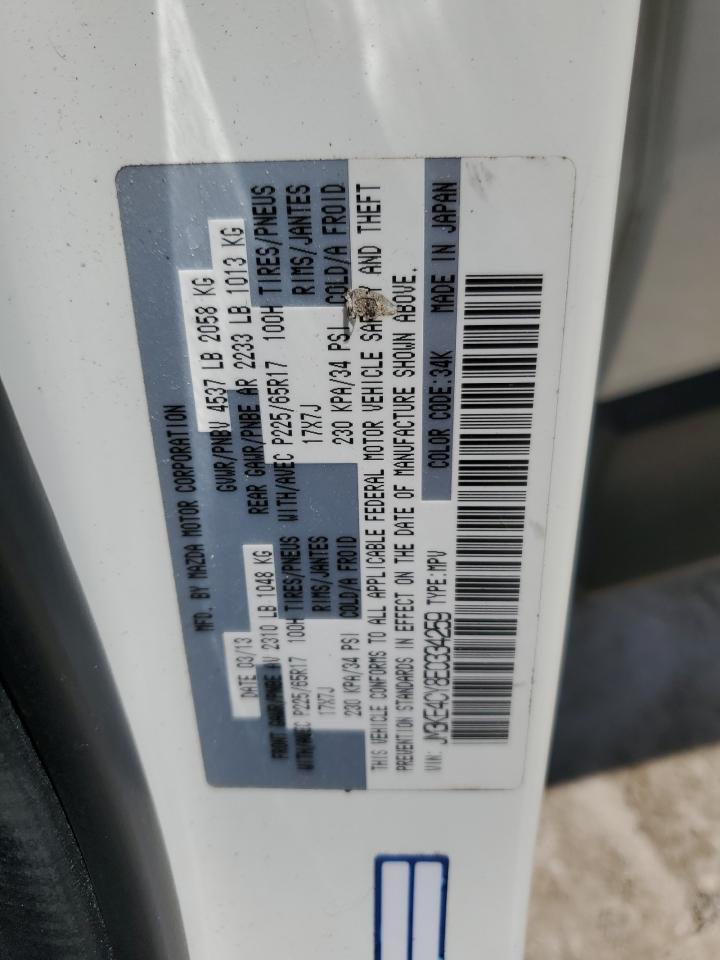 MFD. BY MAZDA MOTOR CORPORATION
DATE 03/13 GVWR/PNBV 4537 LB 2058 KG
FRONT GAWR/PNBE AV 2310 LB 1048 KG REAR GAWR/PNBE AR 2233 LB 1013 KG
WITH/AVEC P225/65R17 100H TIRES/PNEUS WITH/AVEC P225/65R17 100H TIRES/PNEUS
17X7J RIMS/JANTES 17X7J RIMS/JANTES
230 KPA/34 PSI COLD/A FROID 230 KPA/34 PSI COLD/A FROID
THIS VEHICLE CONFORMS TO ALL APPLICABLE FEDERAL MOTOR VEHICLE SAFETY AND THEFT
PREVENTION STANDARDS IN EFFECT ON THE DATE OF MANUFACTURE SHOWN ABOVE.
COLOR CODE:34K MADE IN JAPAN
VIN: JM3KE4CY8E0334259 TYPE:MPV